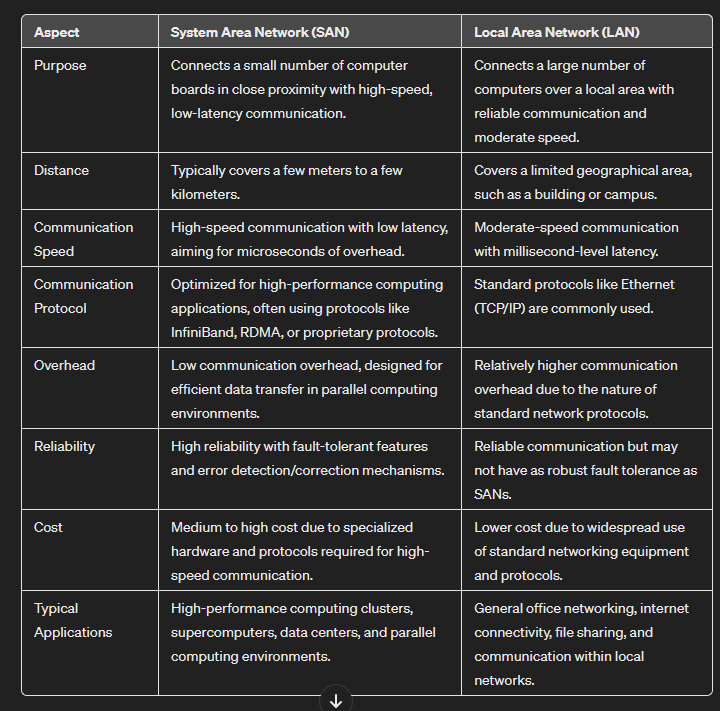 Aspect System Area Network (SAN) Local Area Network (LAN)
Purpose
Connects a small number of computer
boards in close proximity with high-speed,
low-latency communication.
Connects a large number of
computers over a local area with
reliable communication and
moderate speed.
Distance
Typically covers a few meters to a few
kilometers.
Covers a limited geographical area,
such as a building or campus.
Communication
Speed
High-speed communication with low latency,
aiming for microseconds of overhead.
Moderate-speed communication
with millisecond-level latency.
Communication
Protocol
Optimized for high-performance computing
applications, often using protocols like
InfiniBand, RDMA, or proprietary protocols.
Standard protocols like Ethernet
(TCP/IP) are commonly used.
Overhead
Low communication overhead, designed for
efficient data transfer in parallel computing
environments.
Relatively higher communication
overhead due to the nature of
standard network protocols.
Reliability
High reliability with fault-tolerant features
and error detection/correction mechanisms.
Reliable communication but may
not have as robust fault tolerance as
SANs.
Cost
Medium to high cost due to specialized
hardware and protocols required for high-
speed communication.
Lower cost due to widespread use
of standard networking equipment
and protocols.
Typical
Applications
High-performance computing clusters,
supercomputers, data centers, and parallel
computing environments.
General office networking, internet
connectivity, file sharing, and
communication within local
networks.